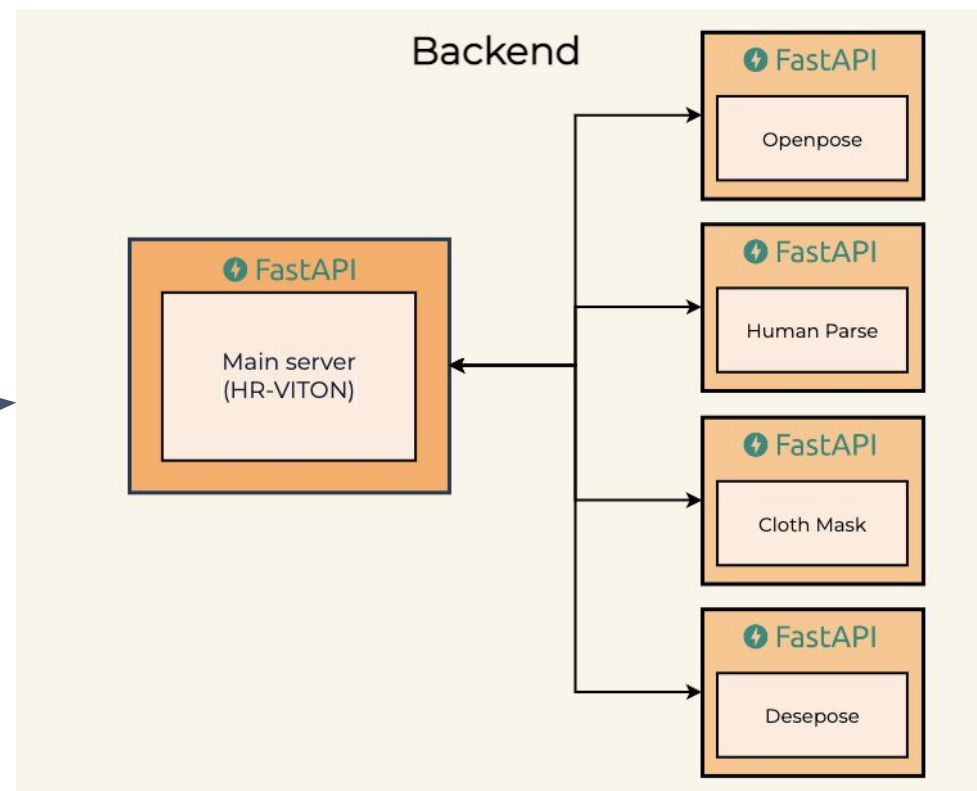 Backend
FastAPI
Openpose
FastAPI
Human Parse
FastAPI
Main server
(HR-VITON)
FastAPI
Cloth Mask
FastAPI
Desepose